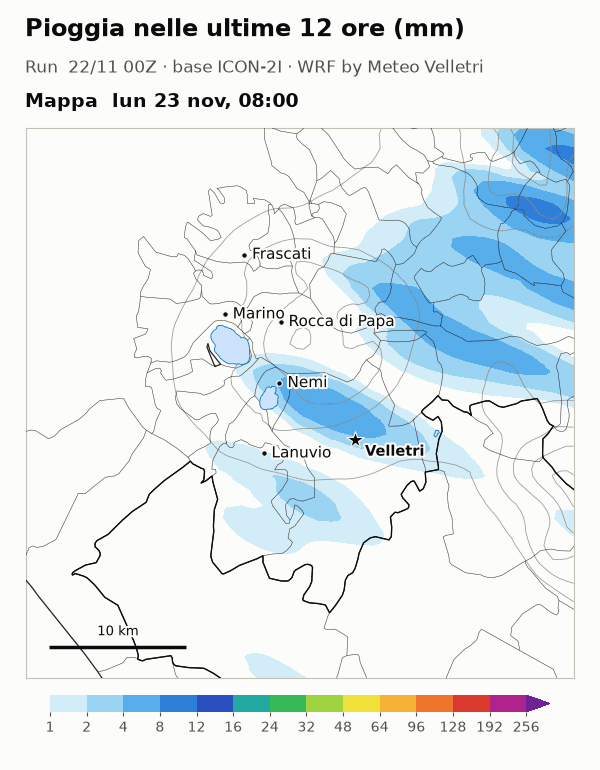 Pioggia nelle ultime 12 ore (mm)
Run  22/11 00Z · base ICON-2I · WRF by Meteo Velletri
Mappa  lun 23 nov, 08:00
Frascati
Marino
Rocca di Papa
Nemi
Velletri
Lanuvio
10 km
1 2 4 8 12 16 24 32 48 64 96 128 192 256